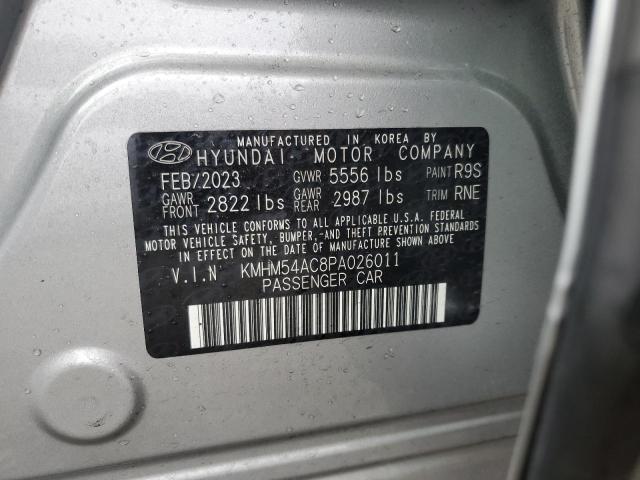 MANUFACTURED IN KOREA BY
HYUNDAI MOTOR COMPANY
FEB/2023 GVWR 5556 lbs PAINT R9S
GAWR FRONT 2822 lbs GAWR REAR 2987 lbs TRIM RNE
THIS VEHICLE CONFORMS TO ALL APPLICABLE U.S.A. FEDERAL
MOTOR VEHICLE SAFETY,BUMPER,AND THEFT PREVENTION STANDARDS
IN EFFECT ON THE DATE OF MANUFACTURE SHOWN ABOVE
V.I.N KMHM54AC8PA026011
PASSENGER CAR